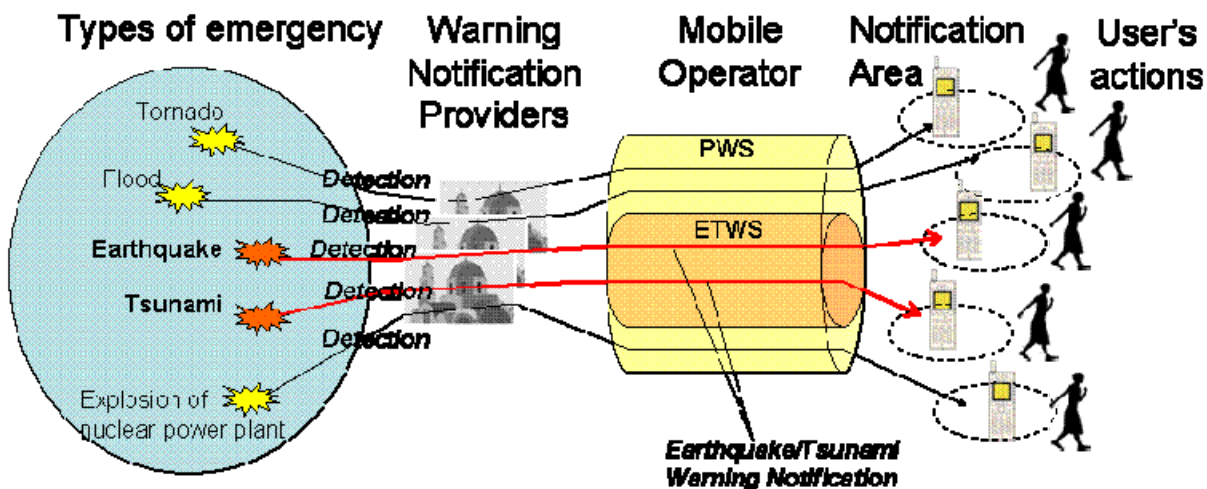 Types of emergency
Warning
Notification
Providers
Mobile
Operator
Notification
Area
User's
actions
Tornado
Flood
Earthquake
Tsunami
Explosion of
nuclear power plant
Detection
Detection
Detection
Detection
Detection
PWS
ETWS
Earthquake/Tsunami
Warning Notification